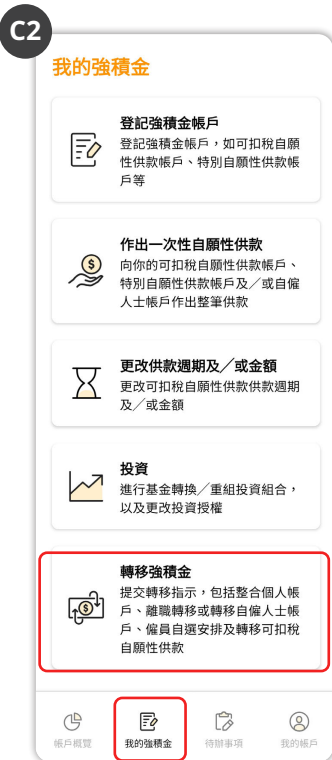 C2
我的強積金
登記強積金帳戶
登記強積金帳戶，如可扣稅自願
性供款帳戶、特別自願性供款帳
戶等
作出一次性自願性供款
向你的可扣稅自願性供款帳戶、
特別自願性供款帳戶及／或自僱
人士帳戶作出整筆供款
更改供款週期及／或金額
更改可扣稅自願性供款供款週期
及／或金額
投資
進行基金轉換／重組投資組合，
以及更改投資授權
轉移強積金
提交轉移指示，包括整合個人帳
戶、離職轉移或轉移自僱人士帳
戶、僱員自選安排及轉移可扣稅
自願性供款
帳戶概覽 我的強積金 待辦事項 我的帳戶